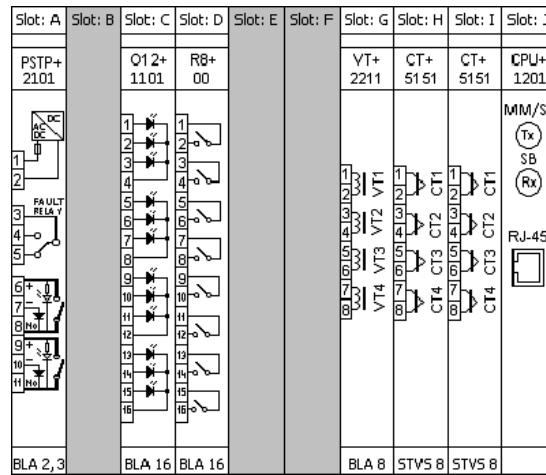 Slot: A Slot: B Slot: C Slot: D Slot: E Slot: F Slot: G Slot: H Slot: I Slot: J
PSTP+ O12+ R8+ VT+ CT+ CT+ CPU+
2101 1101 00 2211 5151 5151 1201
MM/S
AC
DC
DC
Tx
SB
Rx
RJ-45
1
2
FAULT
RELAY
3
4
5
6 +
7 -
8 No
9 +
10 -
11 No
1
2
3
4
5
6
7
8
9
10
11
12
13
14
15
16
1
2
3
4
5
6
7
8
9
10
11
12
13
14
15
16
1
2
3
4
5
6
7
8
VT1
VT2
VT3
VT4
1
2
3
4
5
6
7
8
CT1
CT2
CT3
CT4
1
2
3
4
5
6
7
8
CT1
CT2
CT3
CT4
BLA 2,3 BLA 16 BLA 16 BLA 8 STVS 8 STVS 8